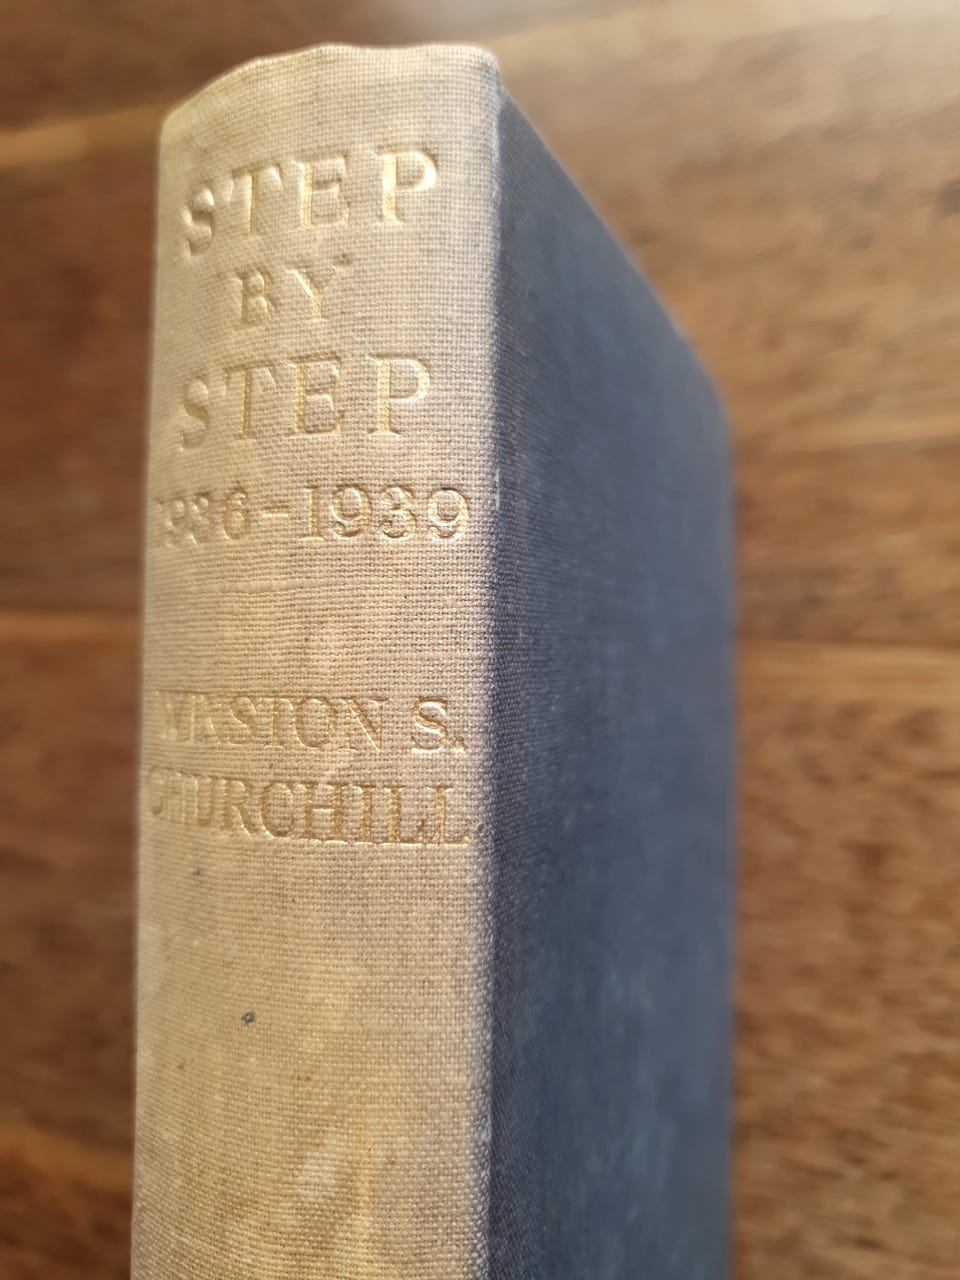 STEP
BY
STEP
1936-1939
WINSTON S.
CHURCHILL